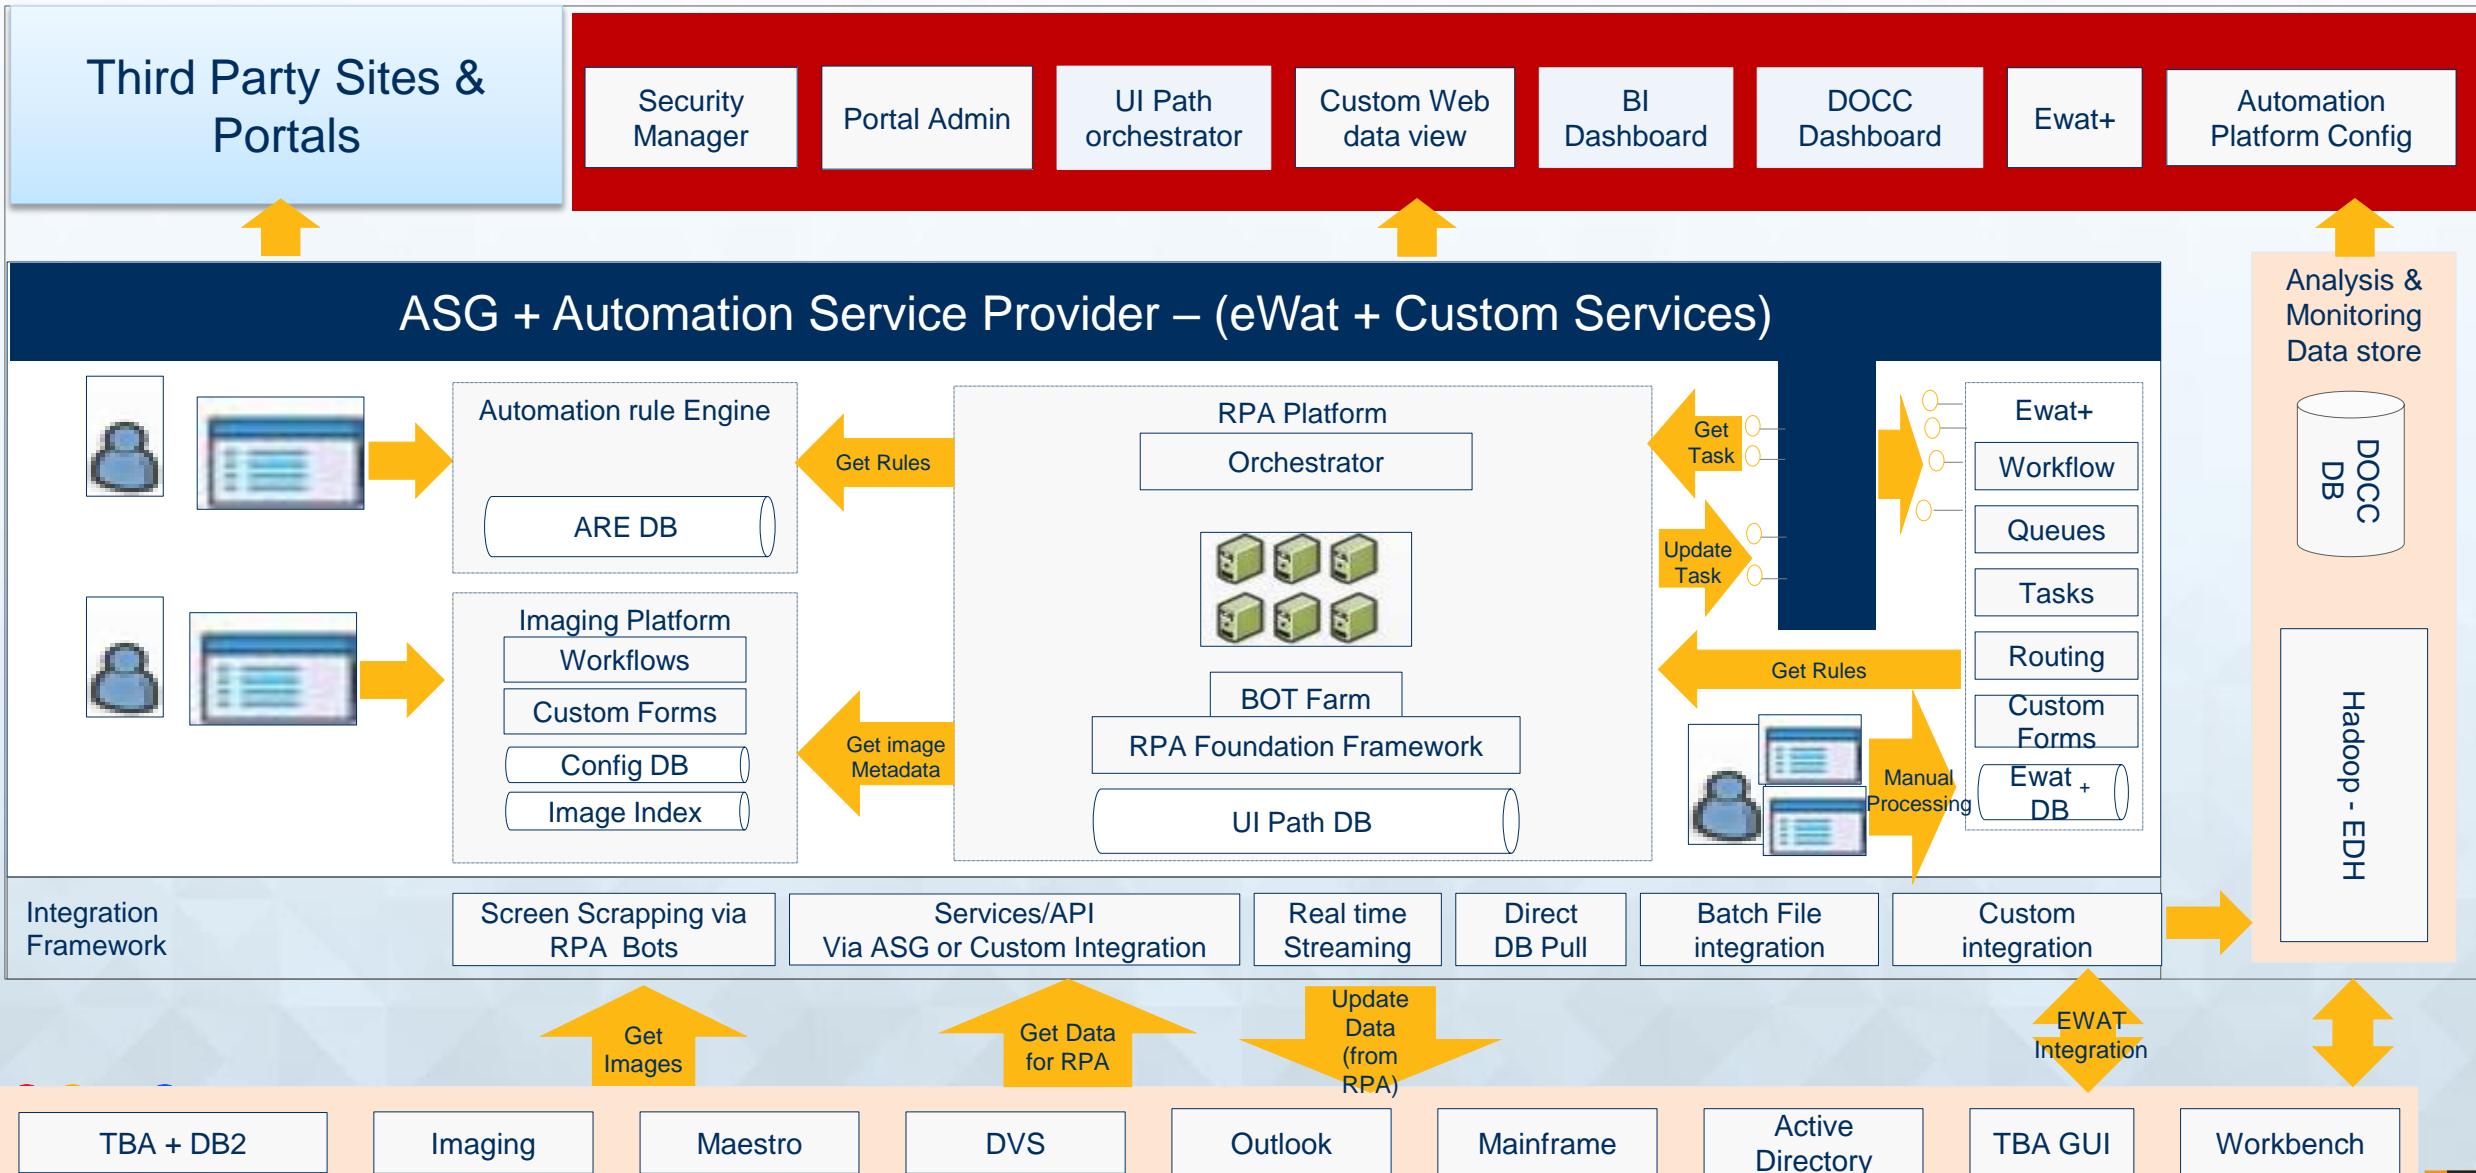 Third Party Sites &
Portals
Security
Manager
Portal Admin
UI Path
orchestrator
Custom Web
data view
BI
Dashboard
DOCC
Dashboard
Ewat+
Automation
Platform Config
ASG + Automation Service Provider – (eWat + Custom Services)
Analysis &
Monitoring
Data store
DOCC
DB
Hadoop - EDH
Automation rule Engine
ARE DB
Get Rules
RPA Platform
Orchestrator
BOT Farm
RPA Foundation Framework
UI Path DB
Get
Task
Update
Task
Ewat+
Workflow
Queues
Tasks
Routing
Custom
Forms
Ewat +
DB
Imaging Platform
Workflows
Custom Forms
Config DB
Image Index
Get image
Metadata
Get Rules
Manual
Processing
Integration
Framework
Screen Scrapping via
RPA Bots
Services/API
Via ASG or Custom Integration
Real time
Streaming
Direct
DB Pull
Batch File
integration
Custom
integration
Get
Images
Get Data
for RPA
Update
Data
(from
RPA)
EWAT
Integration
TBA + DB2
Imaging
Maestro
DVS
Outlook
Mainframe
Active
Directory
TBA GUI
Workbench